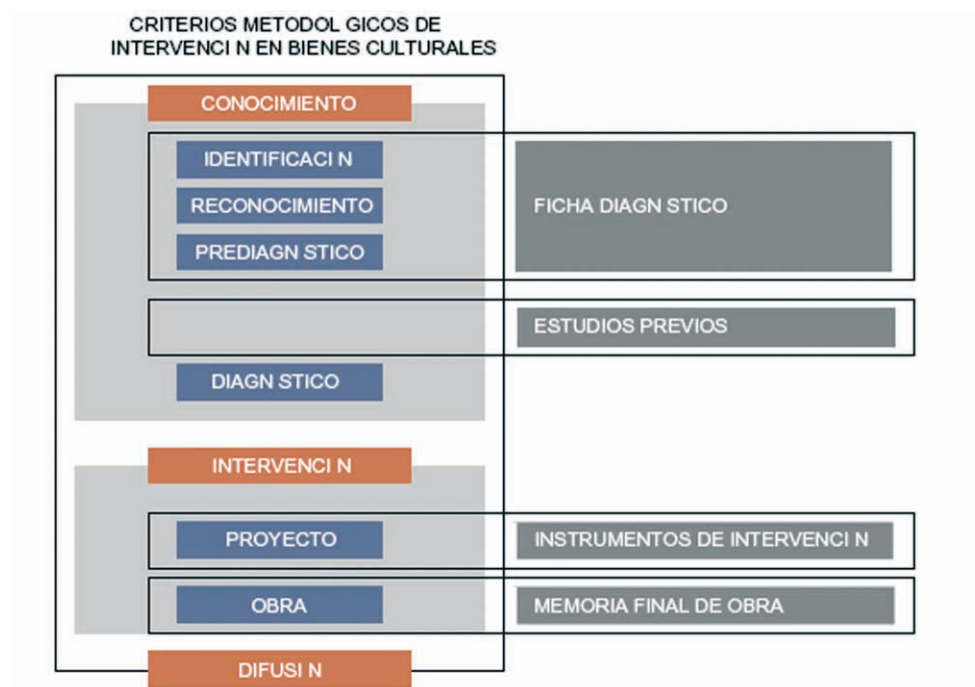 CRITERIOS METODOL GICOS DE
INTERVENCI N EN BIENES CULTURALES
CONOCIMIENTO
IDENTIFICACI N
RECONOCIMIENTO
PREDIAGN STICO
FICHA DIAGN STICO
ESTUDIOS PREVIOS
DIAGN STICO
INTERVENCI N
PROYECTO
INSTRUMENTOS DE INTERVENCI N
OBRA
MEMORIA FINAL DE OBRA
DIFUSI N